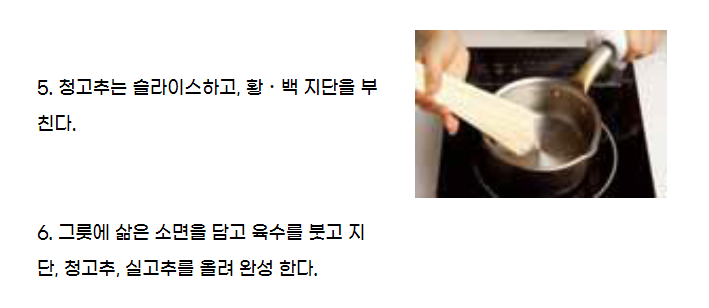 5. 청고추는 슬라이스하고, 황 · 백 지단을 부
친다.
6. 그릇에 삶은 소면을 담고 육수를 붓고 지
단, 청고추, 실고추를 올려 완성 한다.